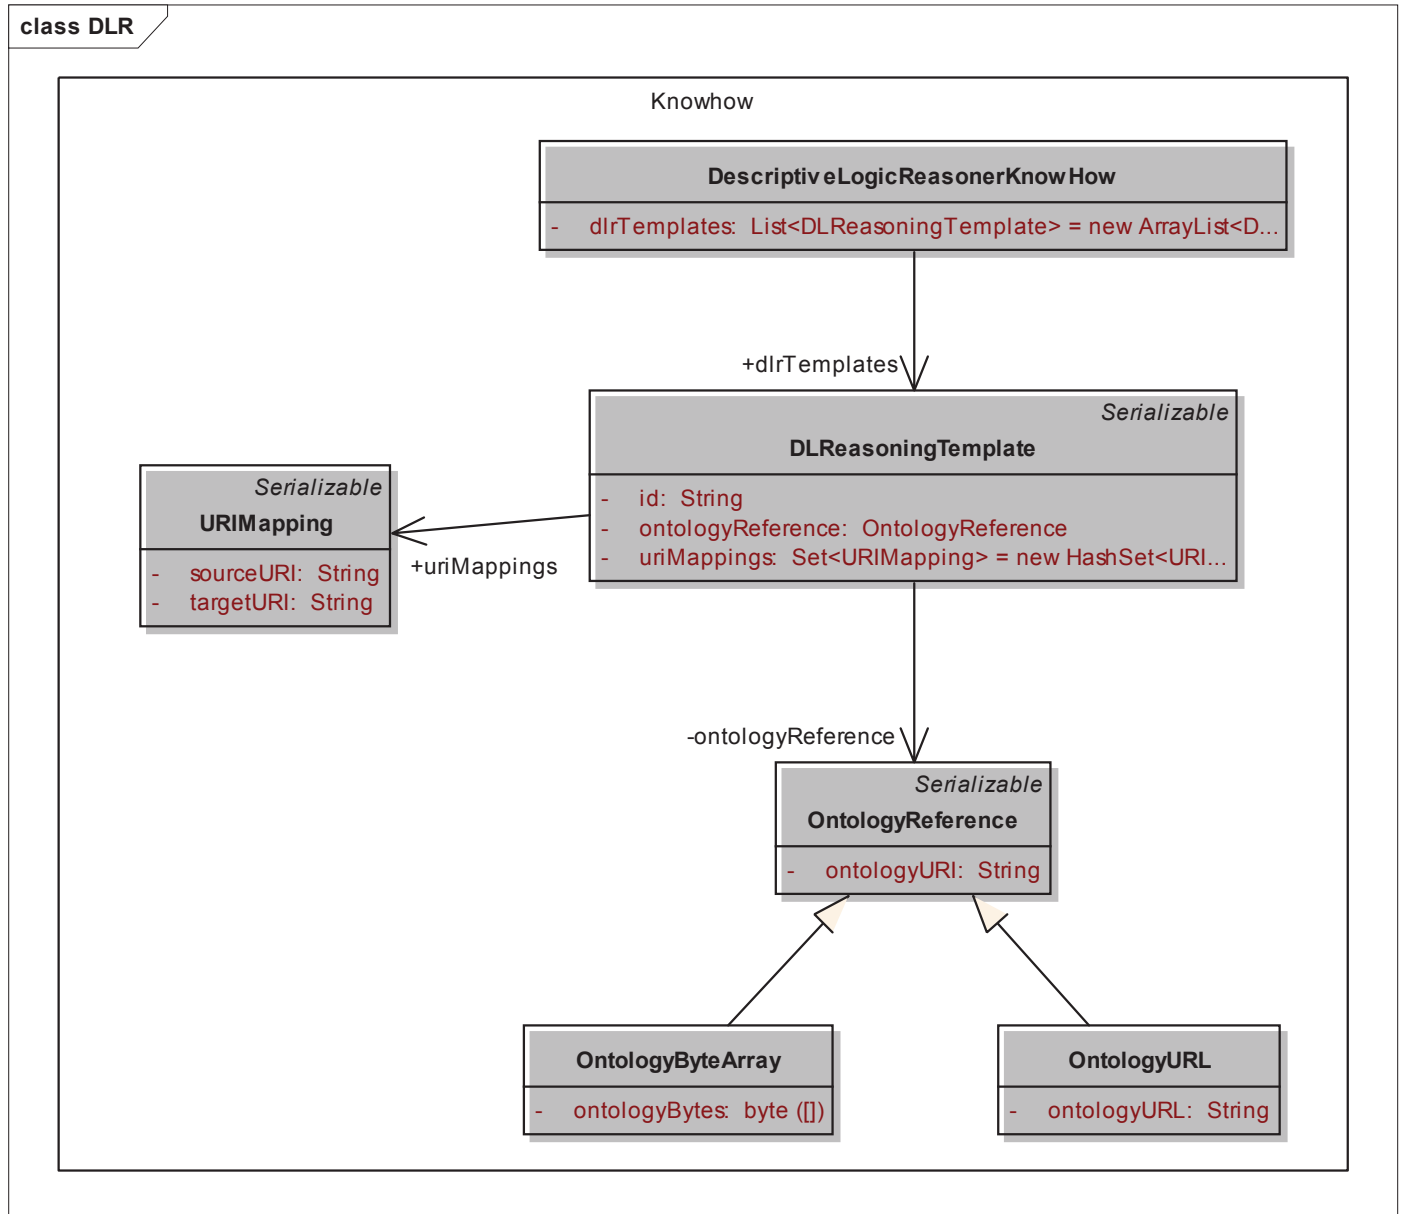 class DLR
Knowhow
DescriptiveLogicReasonerKnowHow
- dlrTemplates: List<DLReasoningTemplate> = new ArrayList<D...
+dlrTemplates
Serializable
DLReasoningTemplate
- id: String
- ontologyReference: OntologyReference
- uriMappings: Set<URIMapping> = new HashSet<URI...
Serializable
URIMapping
- sourceURI: String
- targetURI: String
+uriMappings
-ontologyReference
Serializable
OntologyReference
- ontologyURI: String
OntologyByteArray
- ontologyBytes: byte ([])
OntologyURL
- ontologyURL: String